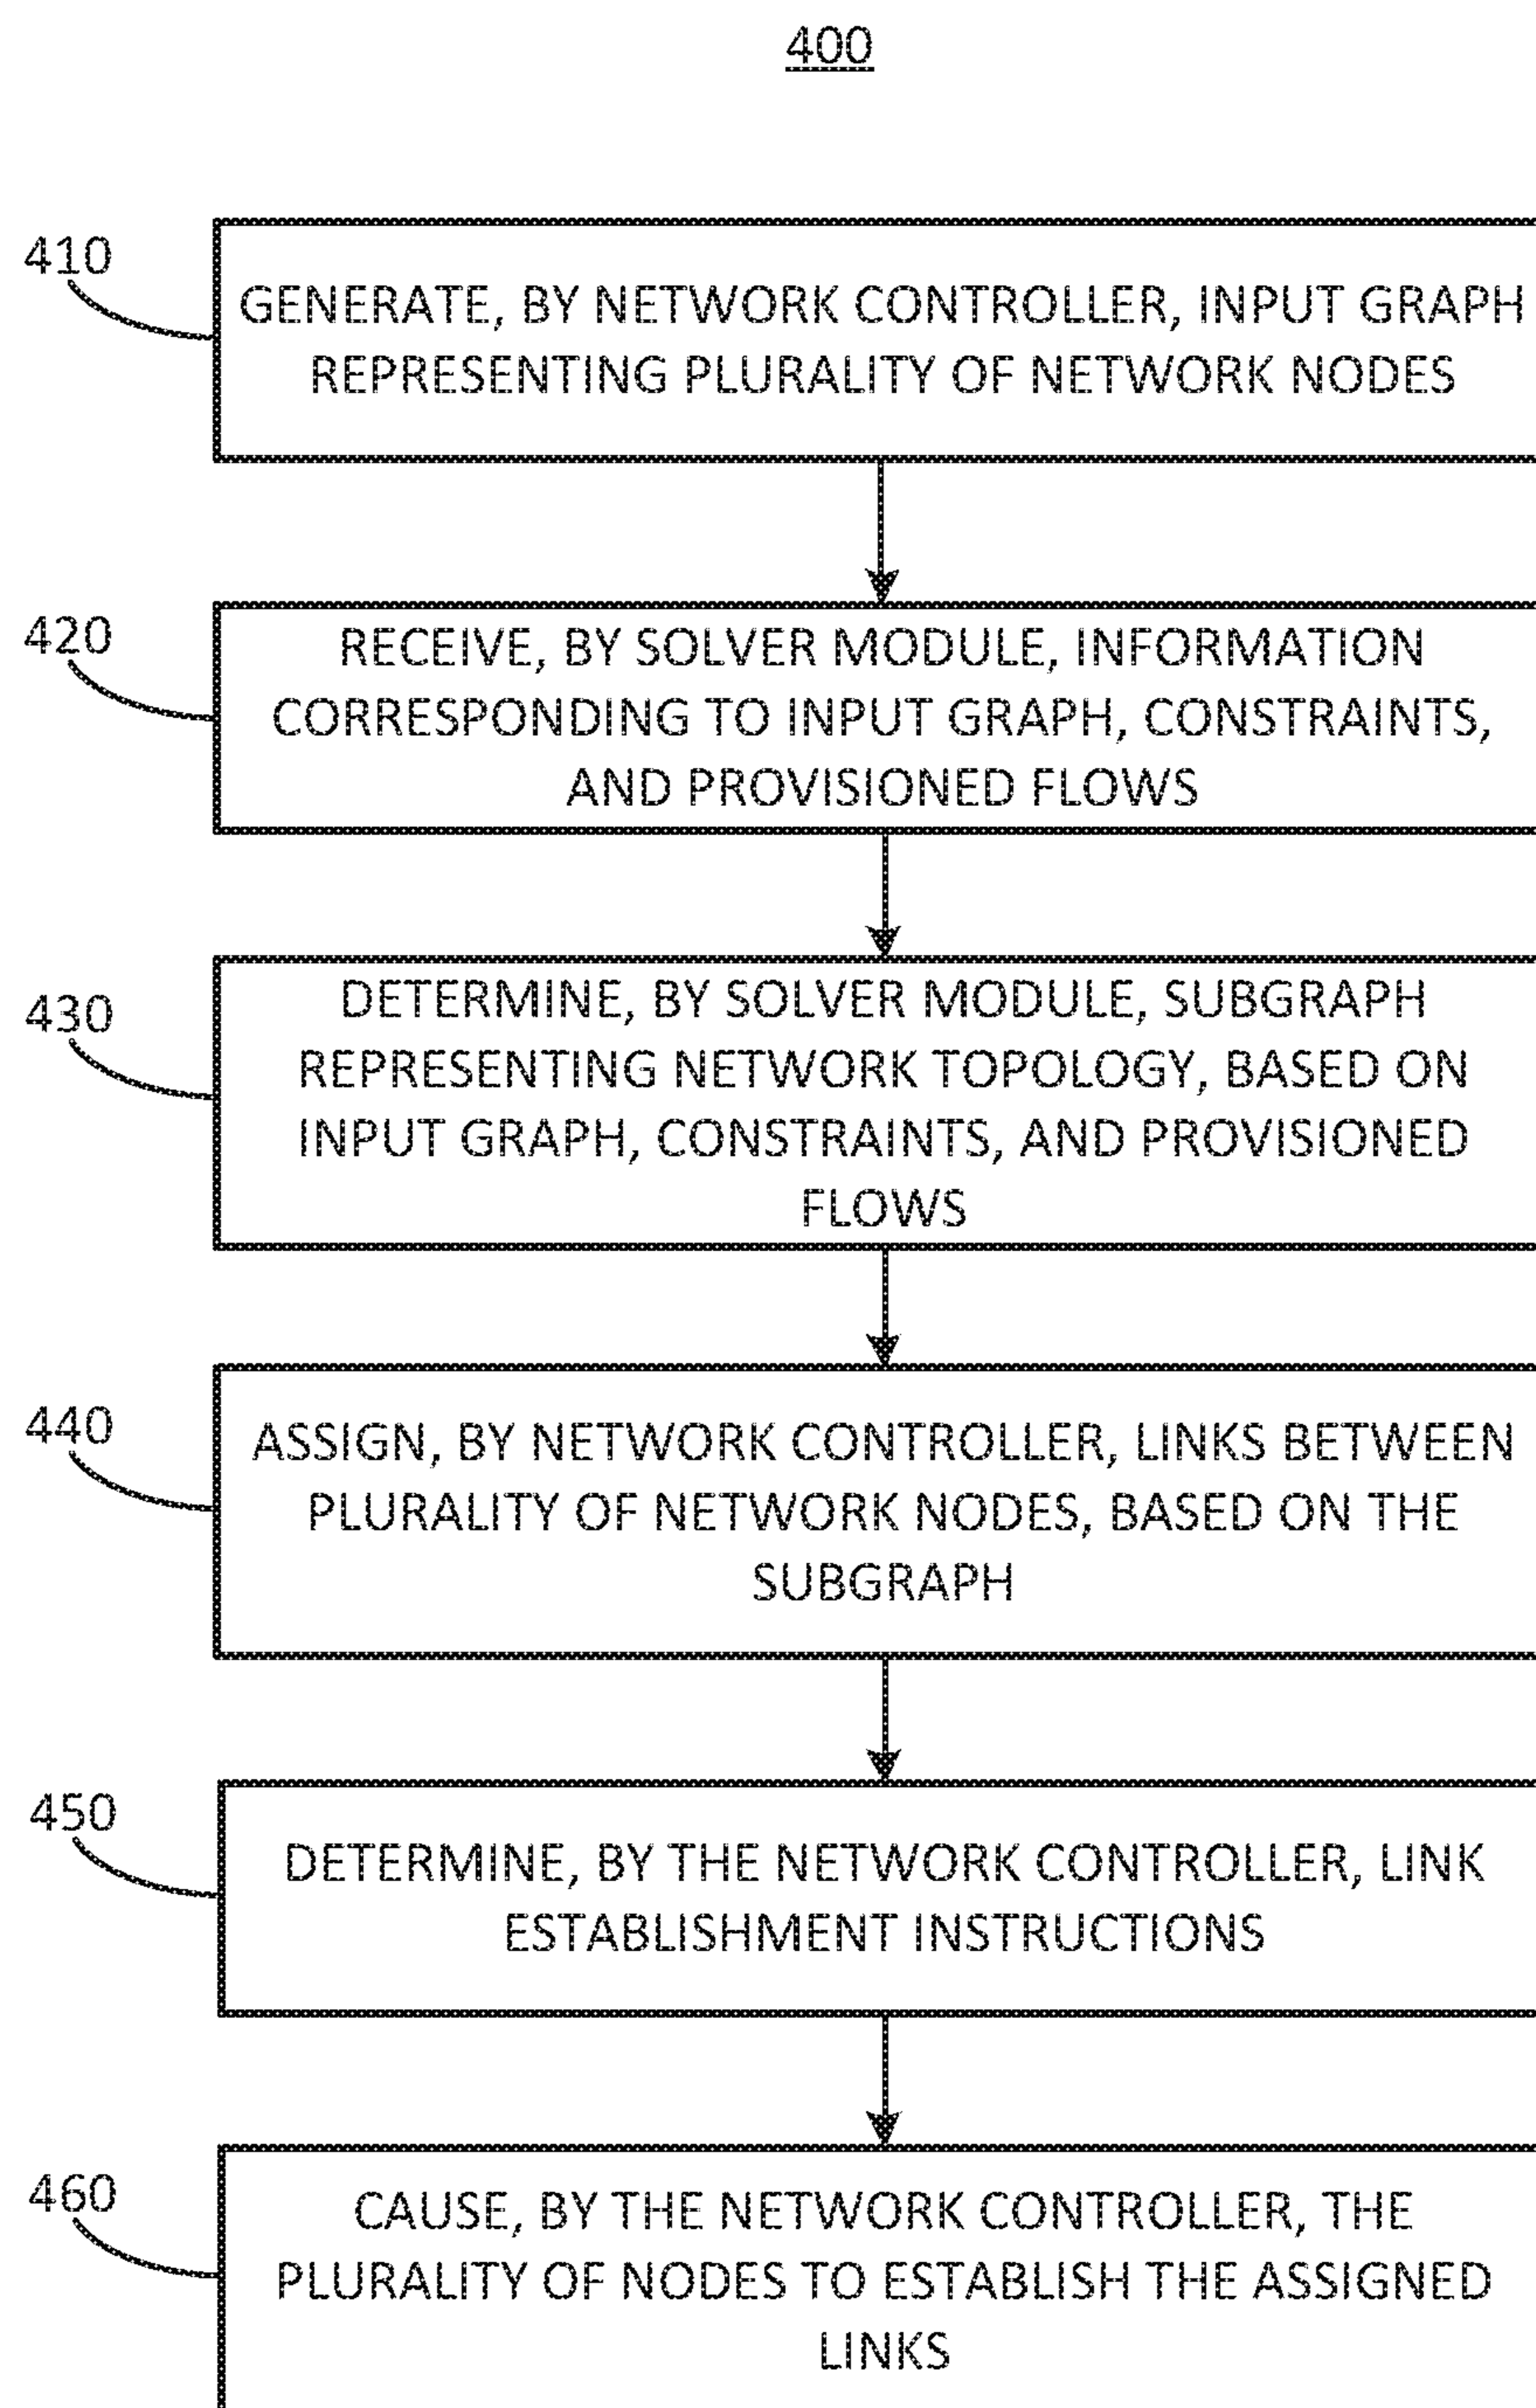 400
410
GENERATE, BY NETWORK CONTROLLER, INPUT GRAPH
REPRESENTING PLURALITY OF NETWORK NODES
420
RECEIVE, BY SOLVER MODULE, INFORMATION
CORRESPONDING TO INPUT GRAPH, CONSTRAINTS,
AND PROVISIONED FLOWS
430
DETERMINE, BY SOLVER MODULE, SUBGRAPH
REPRESENTING NETWORK TOPOLOGY, BASED ON
INPUT GRAPH, CONSTRAINTS, AND PROVISIONED
FLOWS
440
ASSIGN, BY NETWORK CONTROLLER, LINKS BETWEEN
PLURALITY OF NETWORK NODES, BASED ON THE
SUBGRAPH
450
DETERMINE, BY THE NETWORK CONTROLLER, LINK
ESTABLISHMENT INSTRUCTIONS
460
CAUSE, BY THE NETWORK CONTROLLER, THE
PLURALITY OF NODES TO ESTABLISH THE ASSIGNED
LINKS